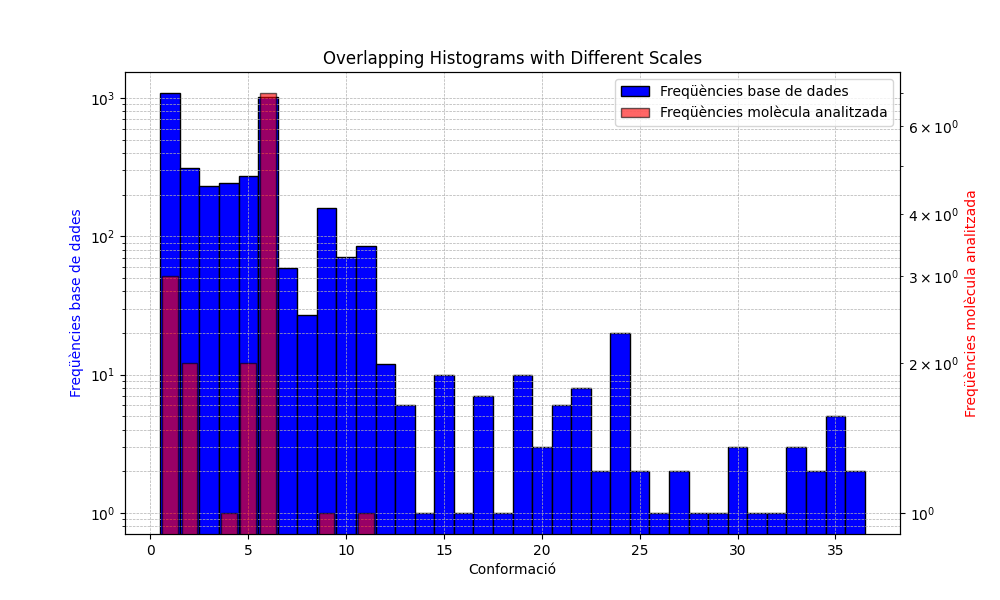 Overlapping Histograms with Different Scales
Freqüències base de dades
Freqüències molècula analitzada
10³
10²
10¹
10⁰
Freqüències base de dades
0 5 10 15 20 25 30 35
Conformació
6 × 10⁰
4 × 10⁰
3 × 10⁰
2 × 10⁰
10⁰
Freqüències molècula analitzada